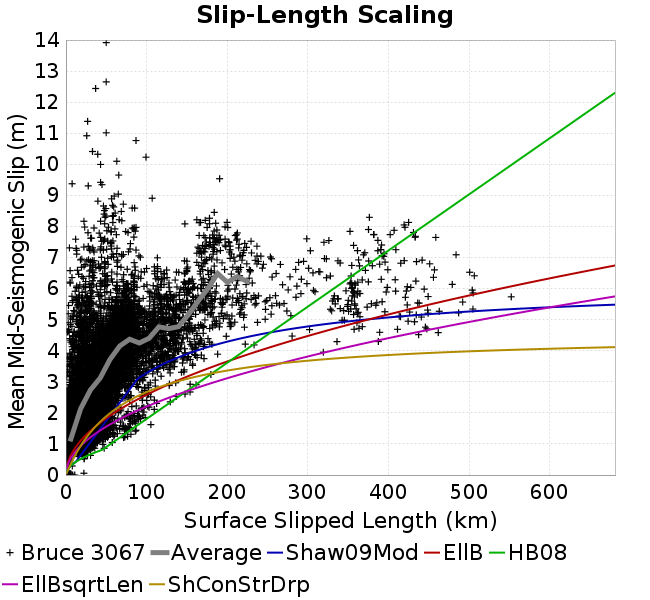 Slip-Length Scaling
Mean Mid-Seismogenic Slip (m)
14
13
12
11
10
9
8
7
6
5
4
3
2
1
0
0 100 200 300 400 500 600
Surface Slipped Length (km)
Bruce 3067 Average Shaw09Mod EllB HB08
EllBsqrtLen ShConStrDrp